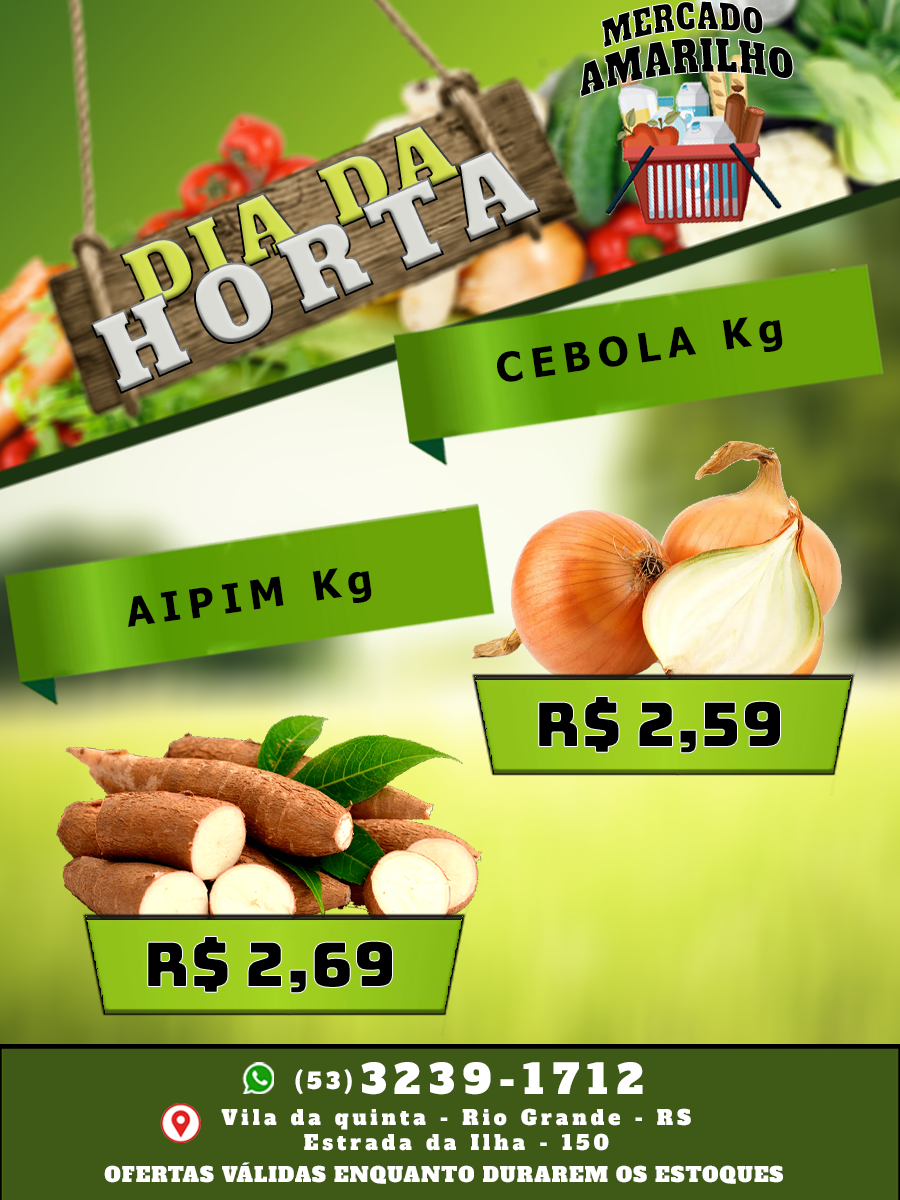 MERCADO
AMARILHO
DIA DA
HORTA
CEBOLA Kg
AIPIM Kg
R$ 2,59
R$ 2,69
(53) 3239-1712
Vila da quinta - Rio Grande - RS
Estrada da Ilha - 150
OFERTAS VÁLIDAS ENQUANTO DURAREM OS ESTOQUES